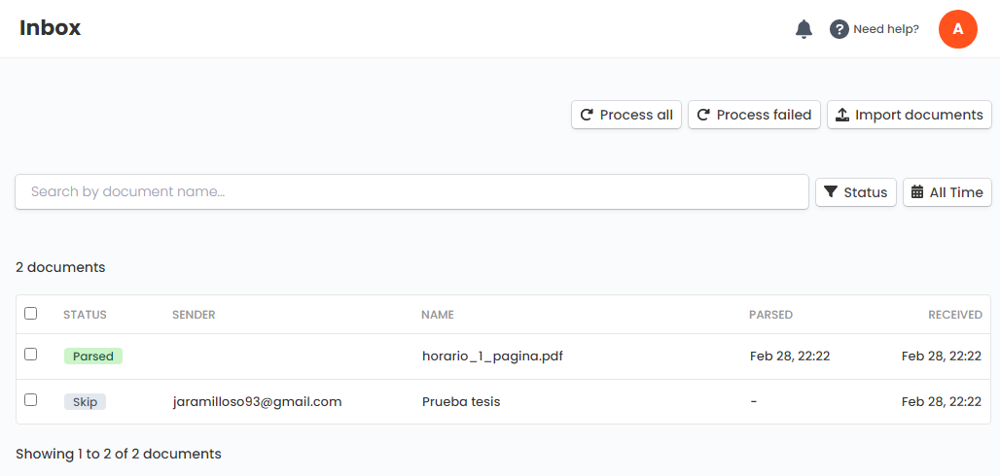 Inbox
? Need help?
A
Process all
Process failed
Import documents
Search by document name...
Status
All Time
2 documents
STATUS SENDER NAME PARSED RECEIVED
Parsed horario_1_pagina.pdf Feb 28, 22:22 Feb 28, 22:22
Skip jaramilloso93@gmail.com Prueba tesis - Feb 28, 22:22
Showing 1 to 2 of 2 documents